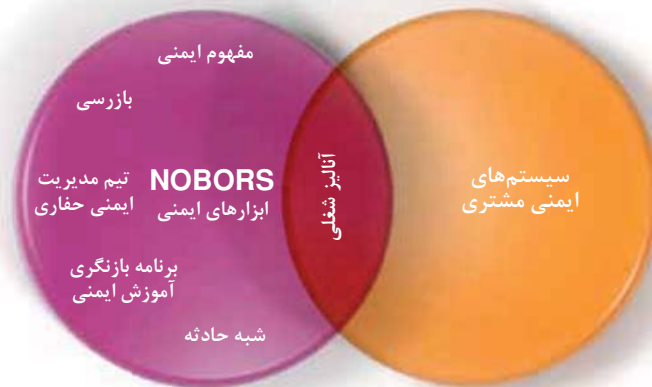 مفهوم ایمنی
بازرسی
تیم مدیریت
ایمنی حفاری
NOBORS
ابزارهای ایمنی
برنامه بازنگری
آموزش ایمنی
شبه حادثه
آنالیز شغلی
سیستم‌های
ایمنی مشتری